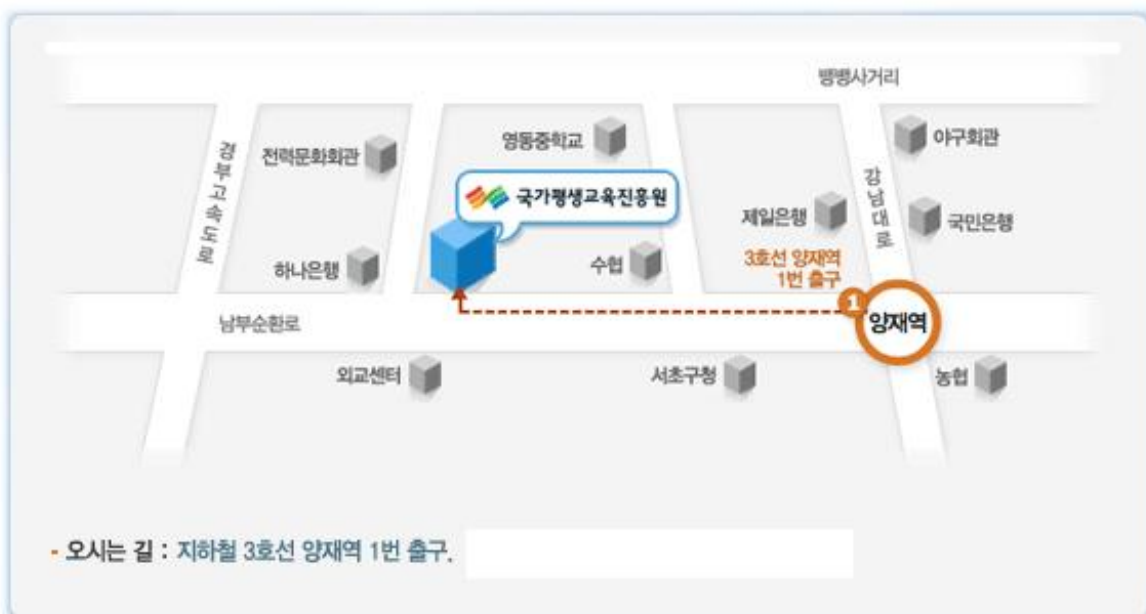 뱅뱅사거리
경부고속도로
전력문화회관
영동중학교
야구회관
국가평생교육진흥원
강남대로
제일은행
국민은행
하나은행
수협
3호선 양재역
1번 출구
1
양재역
남부순환로
외교센터
서초구청
농협
- 오시는 길 : 지하철 3호선 양재역 1번 출구.